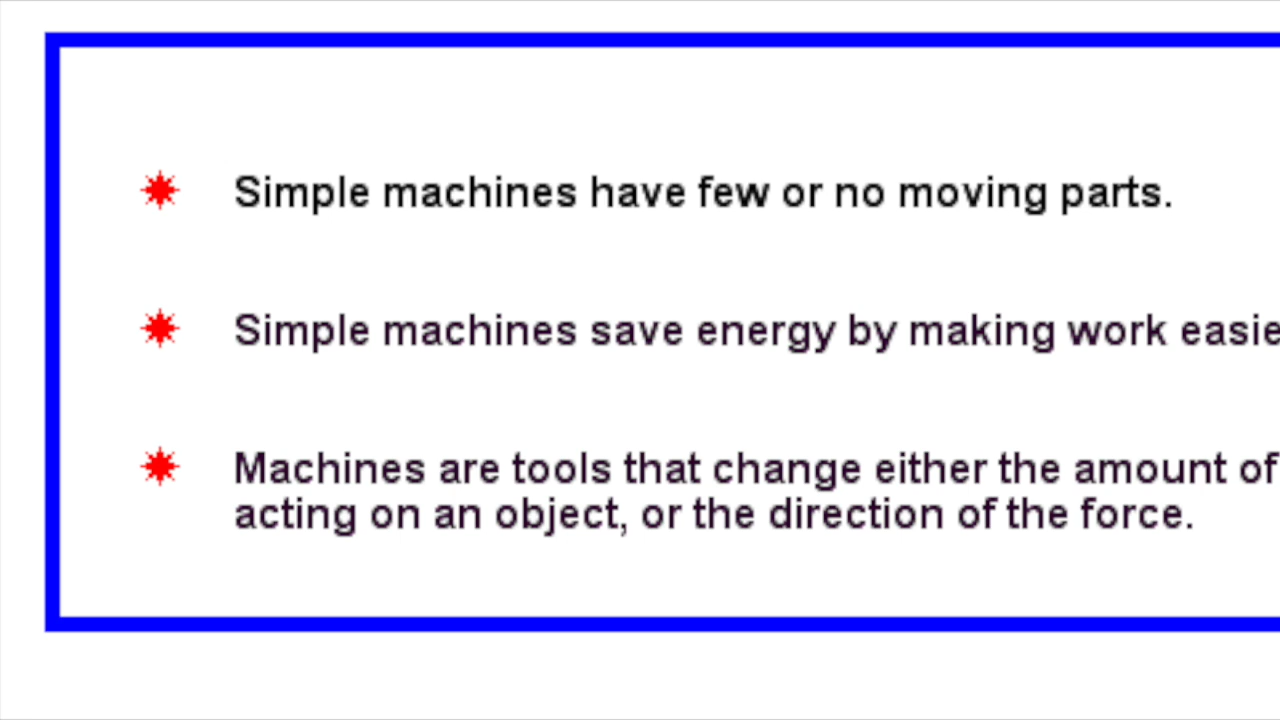 Simple machines have few or no moving parts.
Simple machines save energy by making work easie
Machines are tools that change either the amount of
acting on an object, or the direction of the force.